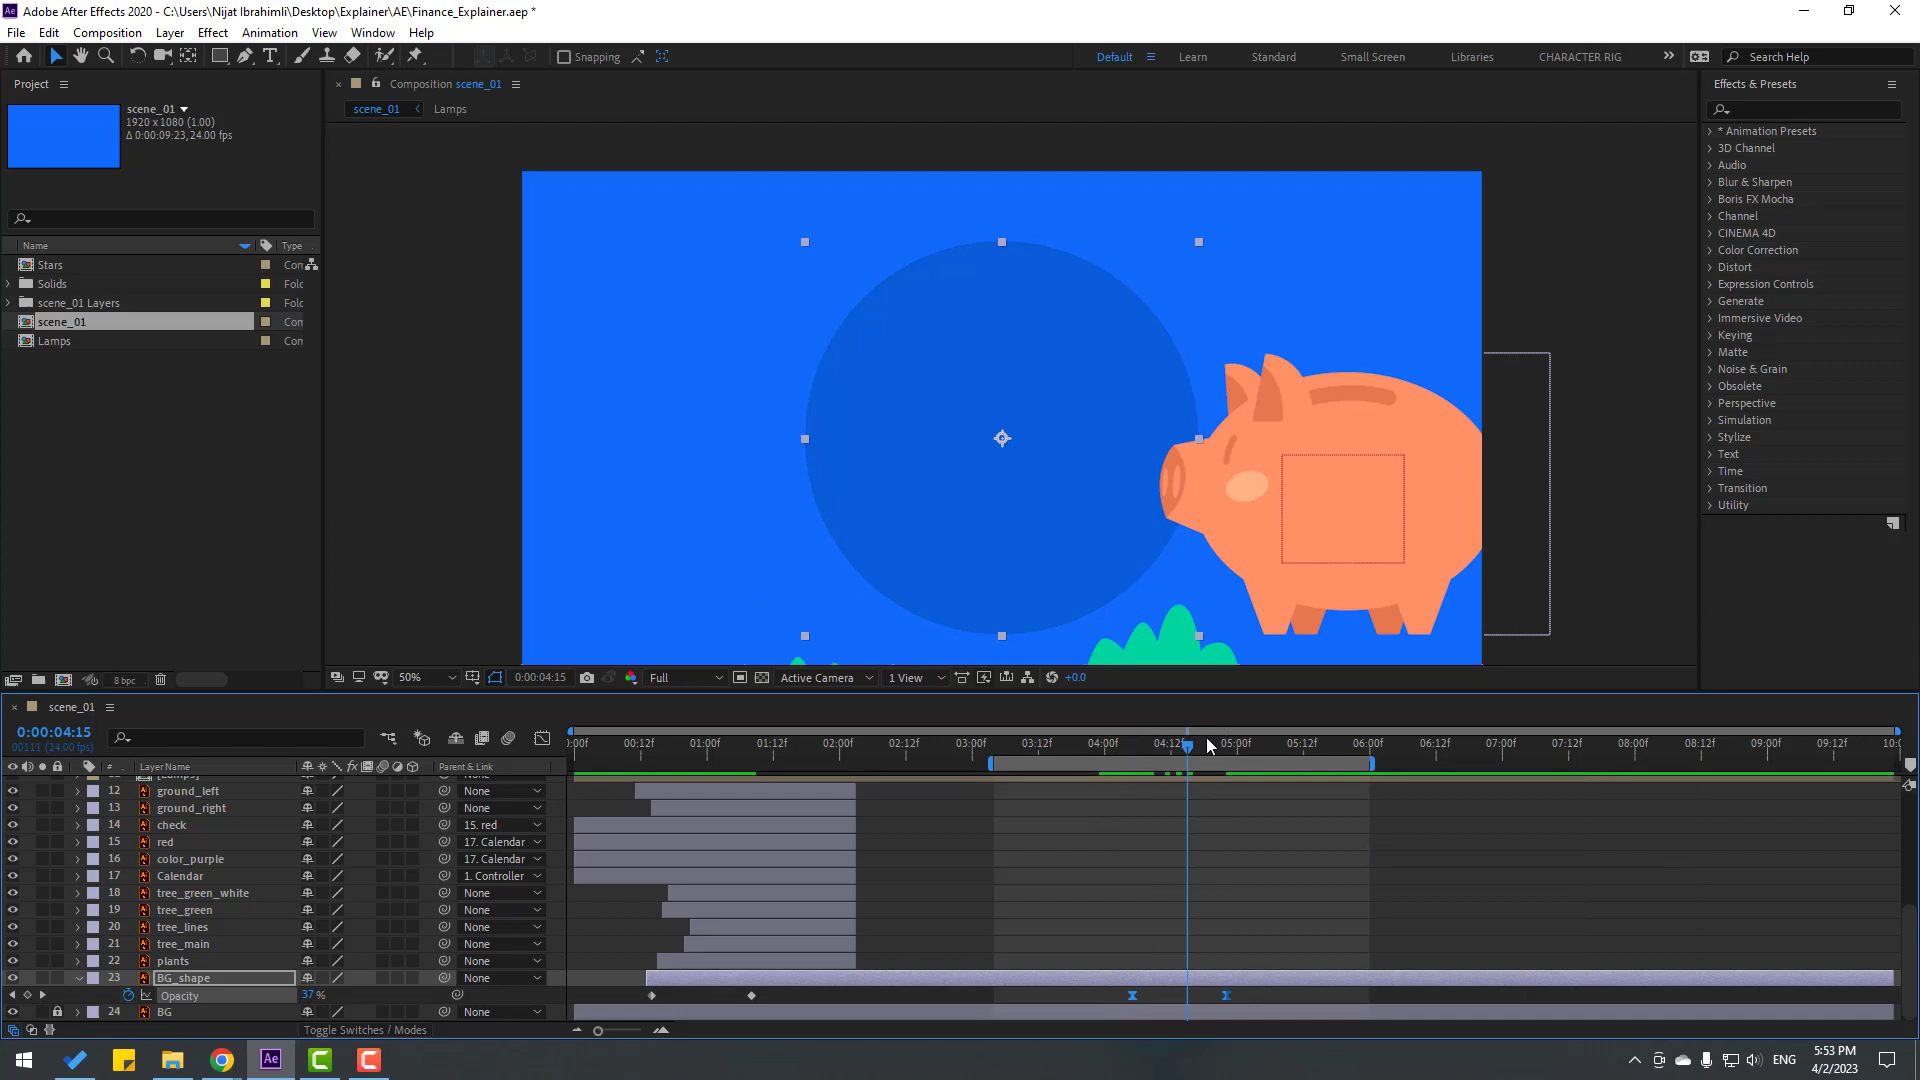 Adobe After Effects 2020 - C:\Users\Nijat Ibrahimli\Desktop\Explainer\AE\Finance_Explainer.aep *
File Edit Composition Layer Effect Animation View Window Help
Snapping Default Learn Standard Small Screen Libraries CHARACTER RIG Search Help
Project
scene_01
1920 x 1080 (1.00)
Δ 0:00:09:23, 24.00 fps
Name Type
Stars Con
Solids Fold
scene_01 Layers Fold
scene_01 Con
Lamps Con
8 bpc
Composition scene_01
scene_01 Lamps
50% 0:00:04:15 Full Active Camera 1 View +0.0
Effects & Presets
* Animation Presets
3D Channel
Audio
Blur & Sharpen
Boris FX Mocha
Channel
CINEMA 4D
Color Correction
Distort
Expression Controls
Generate
Immersive Video
Keying
Matte
Noise & Grain
Obsolete
Perspective
Simulation
Stylize
Text
Time
Transition
Utility
scene_01
0:00:04:15
00111 (24.00 fps)
:00f 00:12f 01:00f 01:12f 02:00f 02:12f 03:00f 03:12f 04:00f 04:12f 05:00f 05:12f 06:00f 06:12f 07:00f 07:12f 08:00f 08:12f 09:00f 09:12f 10:0
# Layer Name Parent & Link
12 ground_left None
13 ground_right None
14 check 15. red
15 red 17. Calendar
16 color_purple 17. Calendar
17 Calendar 1. Controller
18 tree_green_white None
19 tree_green None
20 tree_lines None
21 tree_main None
22 plants None
23 BG_shape None
Opacity 37 %
24 BG None
Toggle Switches / Modes
Ae ENG 5:53 PM
4/2/2023